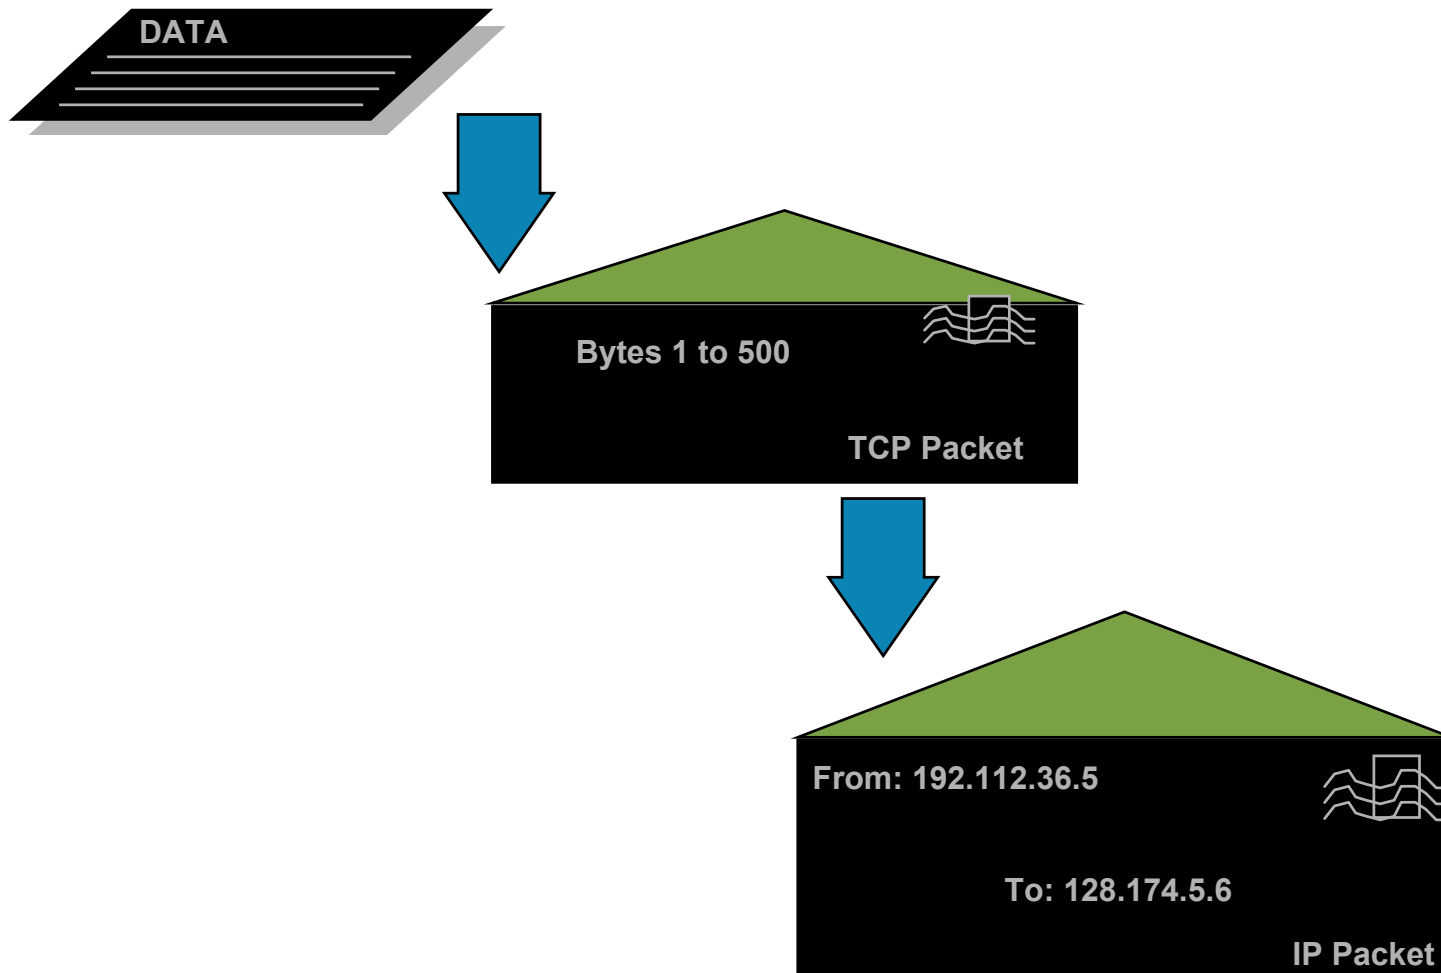 DATA
Bytes 1 to 500
TCP Packet
From: 192.112.36.5
To: 128.174.5.6
IP Packet